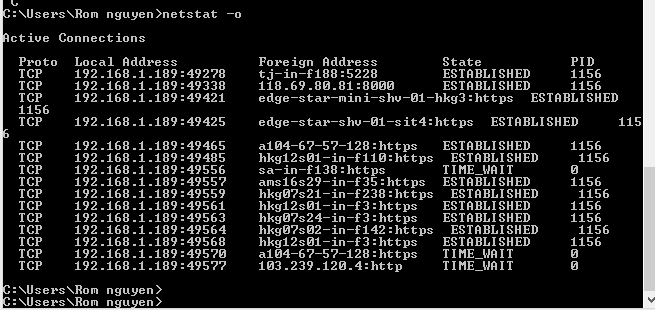 C:\Users\Rom nguyen>netstat -o
Active Connections
Proto Local Address Foreign Address State PID
TCP 192.168.1.189:49278 tj-in-f188:5228 ESTABLISHED 1156
TCP 192.168.1.189:49338 118.69.80.81:8000 ESTABLISHED 1156
TCP 192.168.1.189:49421 edge-star-mini-shv-01-hkg3:https ESTABLISHED
1156
TCP 192.168.1.189:49425 edge-star-shv-01-sit4:https ESTABLISHED 115
6
TCP 192.168.1.189:49465 a104-67-57-128:https ESTABLISHED 1156
TCP 192.168.1.189:49485 hkg12s01-in-f110:https ESTABLISHED 1156
TCP 192.168.1.189:49556 sa-in-f138:https TIME_WAIT 0
TCP 192.168.1.189:49557 ams16s29-in-f35:https ESTABLISHED 1156
TCP 192.168.1.189:49559 hkg07s21-in-f238:https ESTABLISHED 1156
TCP 192.168.1.189:49561 hkg12s01-in-f3:https ESTABLISHED 1156
TCP 192.168.1.189:49563 hkg07s24-in-f3:https ESTABLISHED 1156
TCP 192.168.1.189:49564 hkg07s02-in-f142:https ESTABLISHED 1156
TCP 192.168.1.189:49568 hkg12s01-in-f3:https ESTABLISHED 1156
TCP 192.168.1.189:49570 a104-67-57-128:https TIME_WAIT 0
TCP 192.168.1.189:49577 103.239.120.4:http TIME_WAIT 0
C:\Users\Rom nguyen>
C:\Users\Rom nguyen>